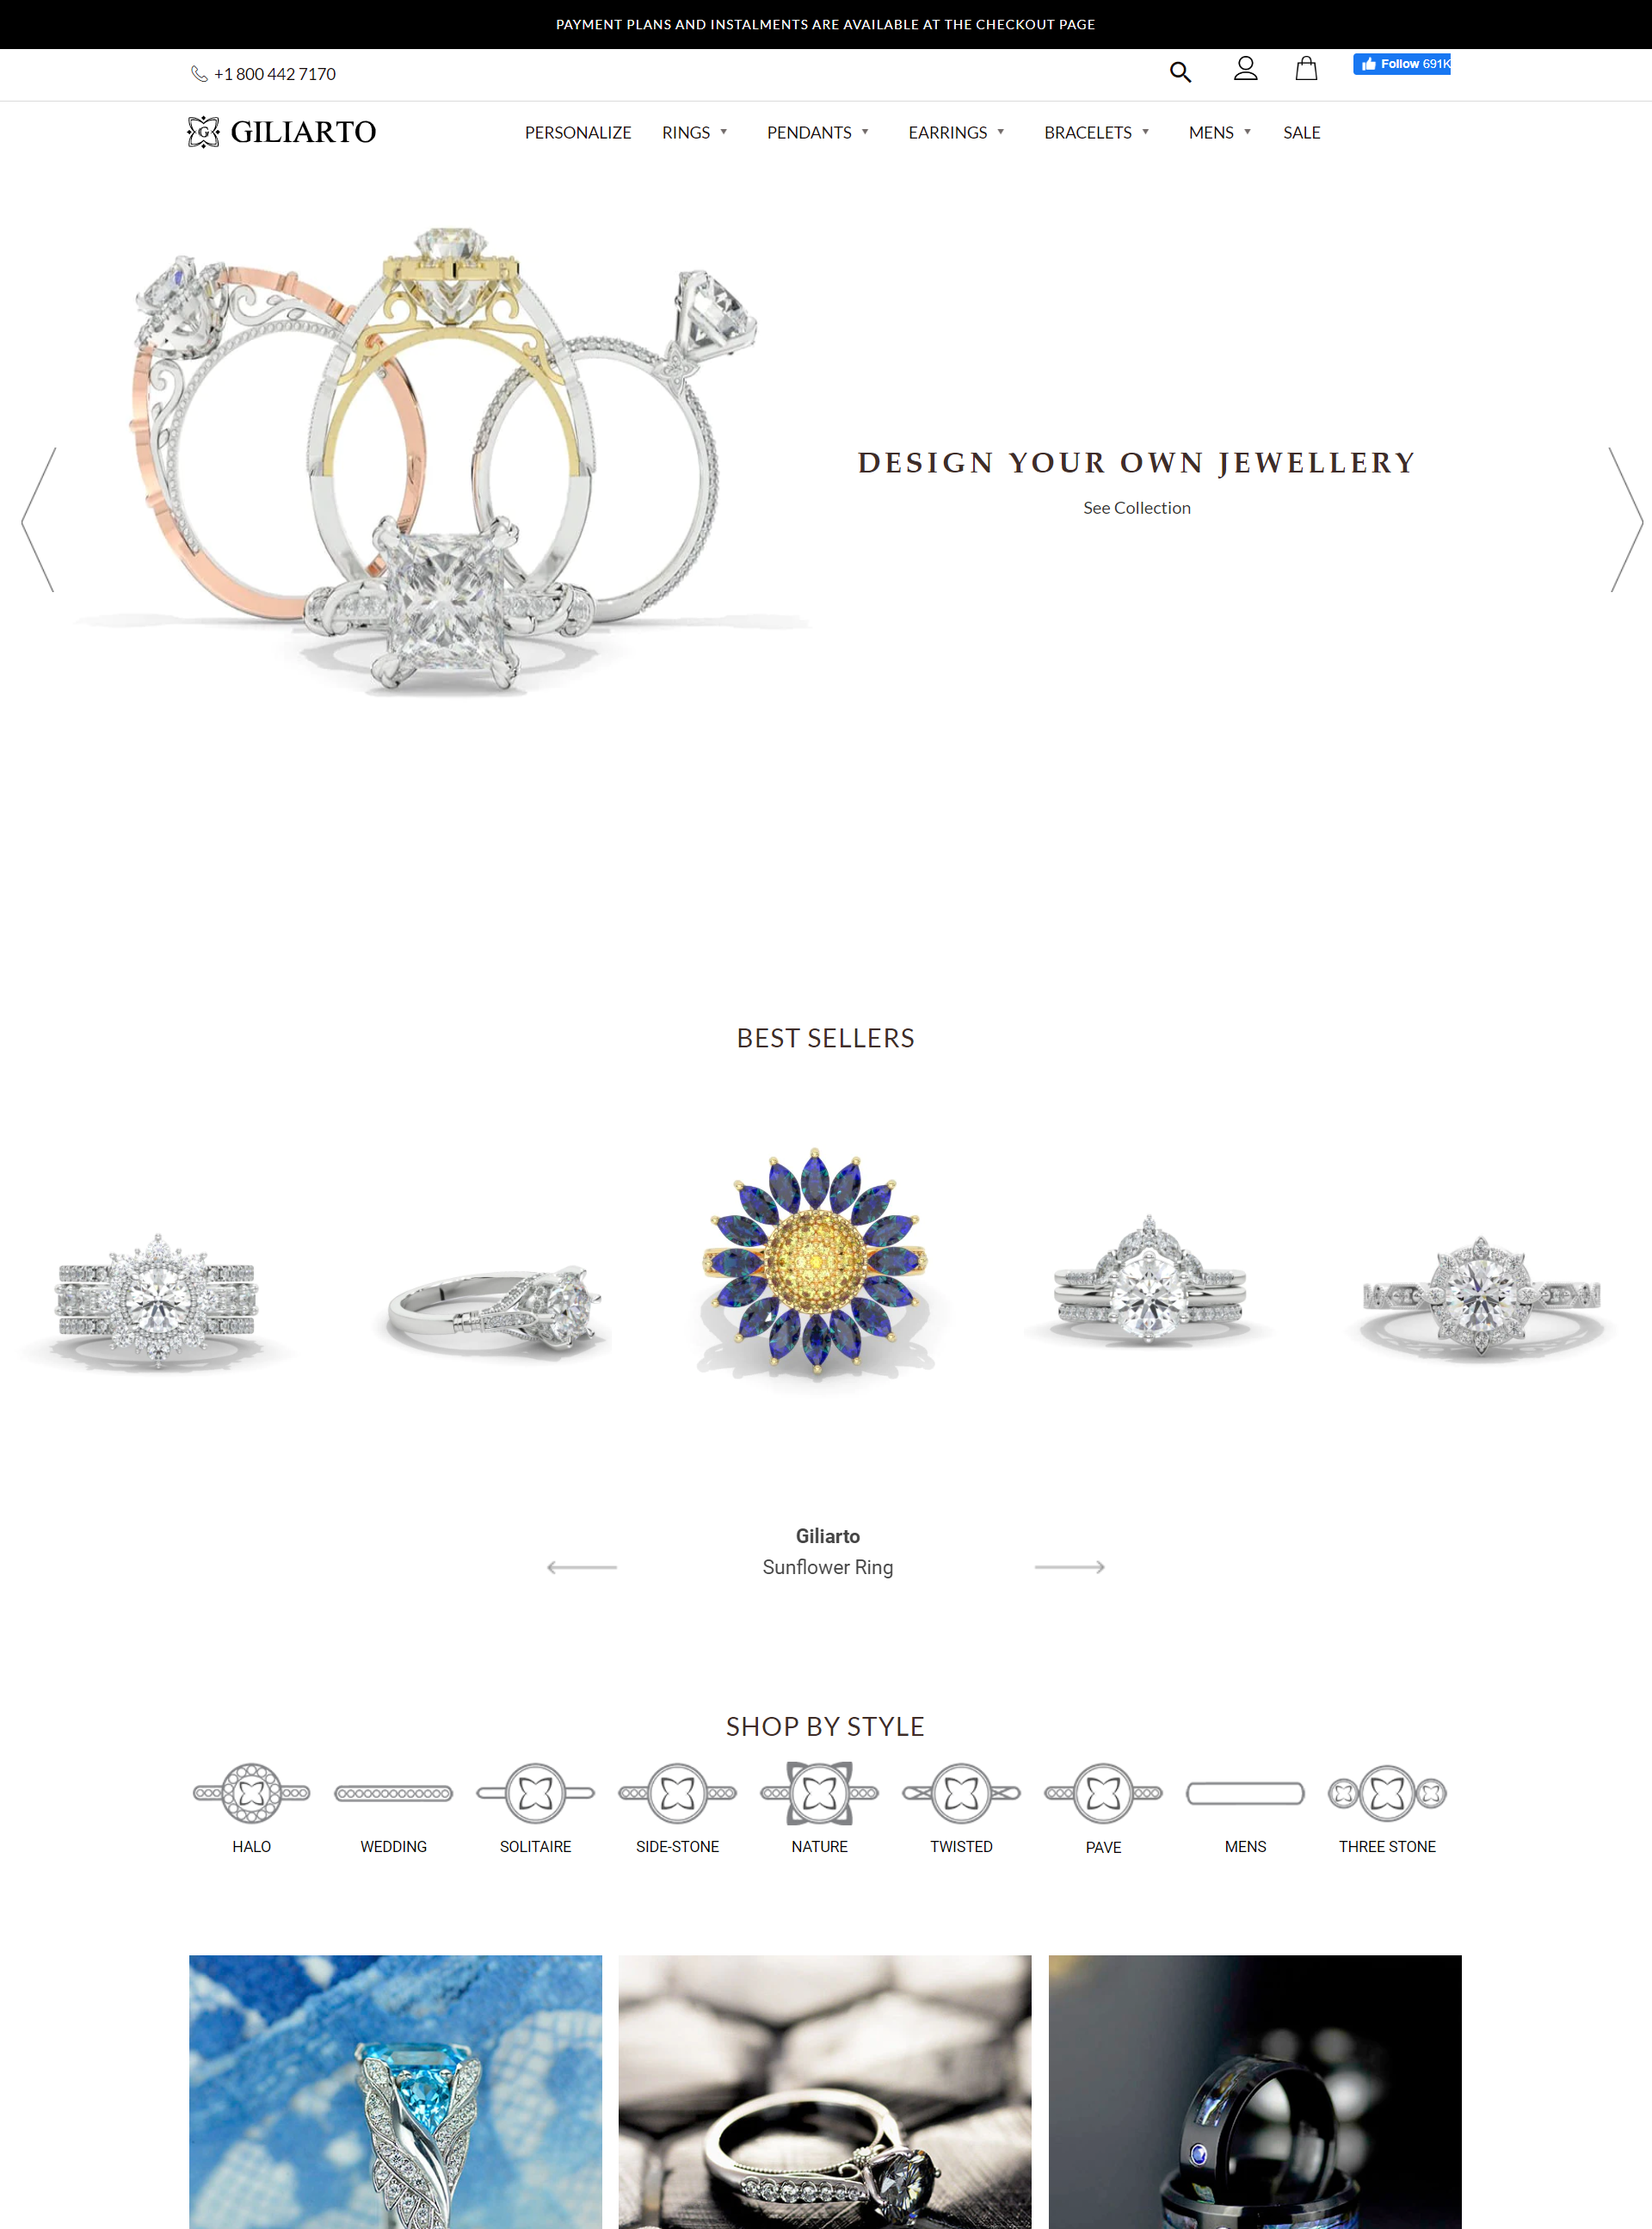 PAYMENT PLANS AND INSTALMENTS ARE AVAILABLE AT THE CHECKOUT PAGE
+1 800 442 7170
Follow 691K
G GILIARTO
PERSONALIZE RINGS PENDANTS EARRINGS BRACELETS MENS SALE
DESIGN YOUR OWN JEWELLERY
See Collection
BEST SELLERS
Giliarto
Sunflower Ring
SHOP BY STYLE
HALO WEDDING SOLITAIRE SIDE-STONE NATURE TWISTED PAVE MENS THREE STONE